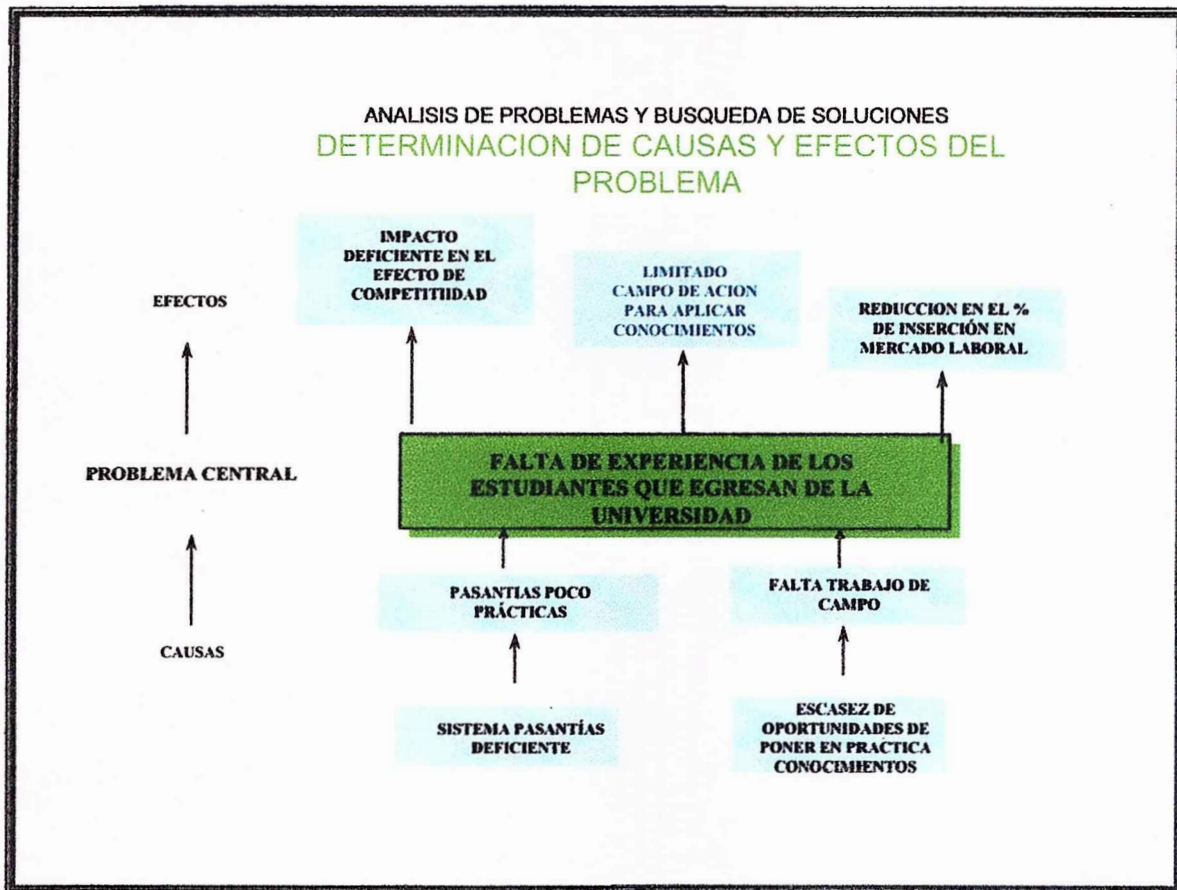 ANALISIS DE PROBLEMAS Y BUSQUEDA DE SOLUCIONES
DETERMINACION DE CAUSAS Y EFECTOS DEL
PROBLEMA
EFECTOS
IMPACTO
DEFICIENTE EN EL
EFECTO DE
COMPETITIIDAD
LIMITADO
CAMPO DE ACION
PARA APLICAR
CONOCIMIENTOS
REDUCCION EN EL %
DE INSERCIÓN EN
MERCADO LABORAL
PROBLEMA CENTRAL
FALTA DE EXPERIENCIA DE LOS
ESTUDIANTES QUE EGRESAN DE LA
UNIVERSIDAD
PASANTIAS POCO
PRÁCTICAS
FALTA TRABAJO DE
CAMPO
CAUSAS
SISTEMA PASANTÍAS
DEFICIENTE
ESCASEZ DE
OPORTUNIDADES DE
PONER EN PRACTICA
CONOCIMIENTOS